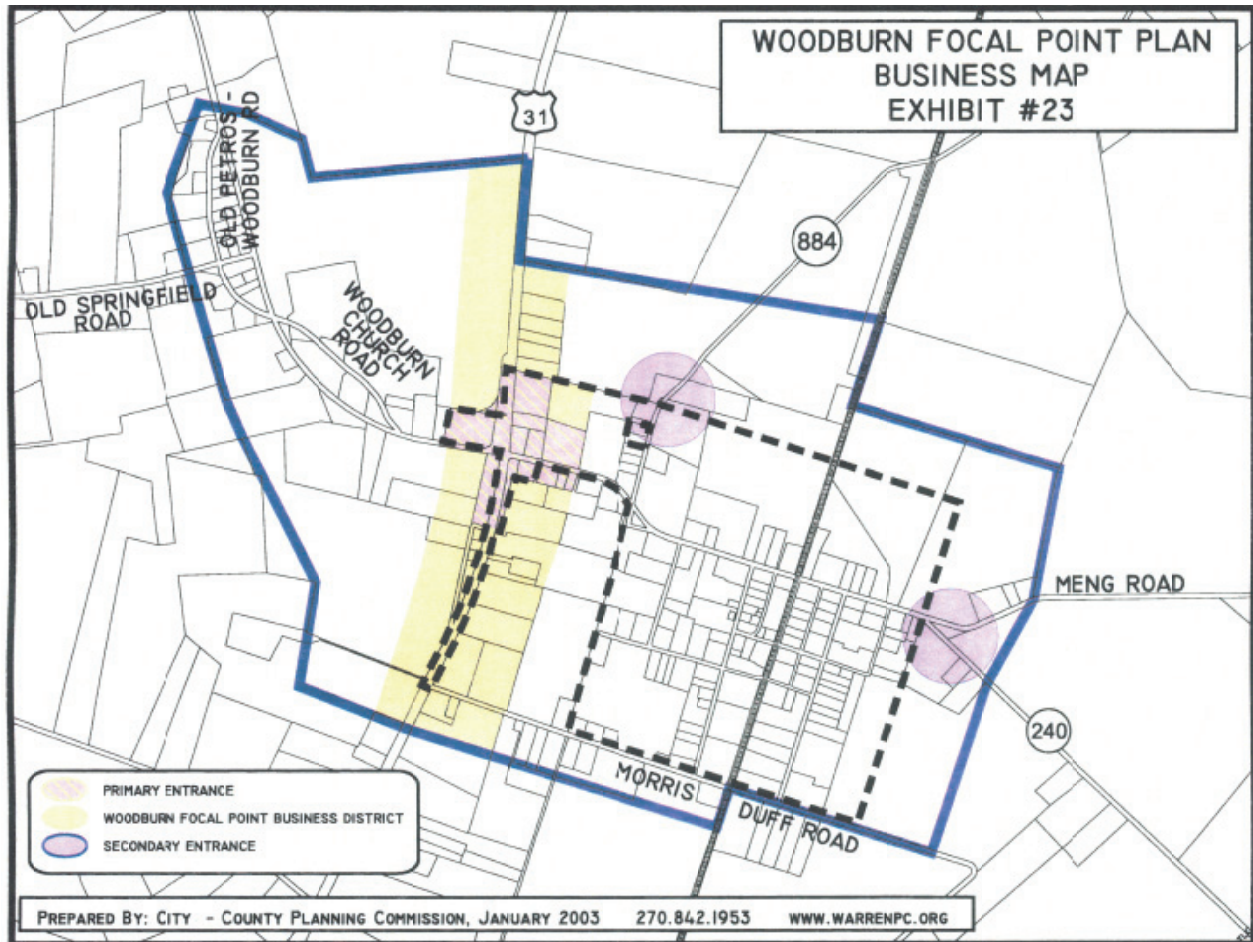 WOODBURN FOCAL POINT PLAN
BUSINESS MAP
EXHIBIT #23
31
OLD PETROS -
WOODBURN RD
884
OLD SPRINGFIELD
ROAD
WOODBURN
CHURCH
ROAD
MENG ROAD
240
MORRIS
DUFF ROAD
PRIMARY ENTRANCE
WOODBURN FOCAL POINT BUSINESS DISTRICT
SECONDARY ENTRANCE
PREPARED BY: CITY - COUNTY PLANNING COMMISSION, JANUARY 2003 270.842.1953 WWW.WARRENPC.ORG